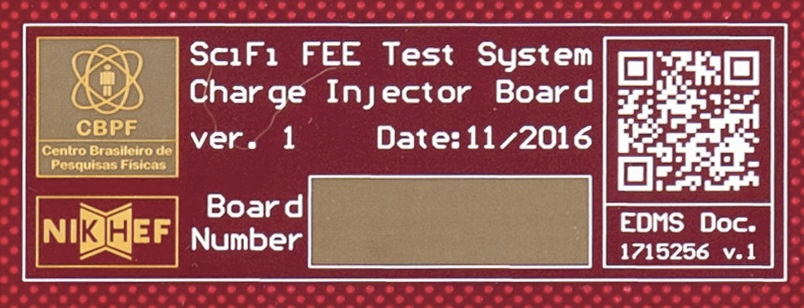 SciFi FEE Test System
Charge Injector Board
ver. 1 Date:11/2016
CBPF
Centro Brasileiro de
Pesquisas Físicas
NIKHEF
Board
Number
EDMS Doc.
1715256 v.1